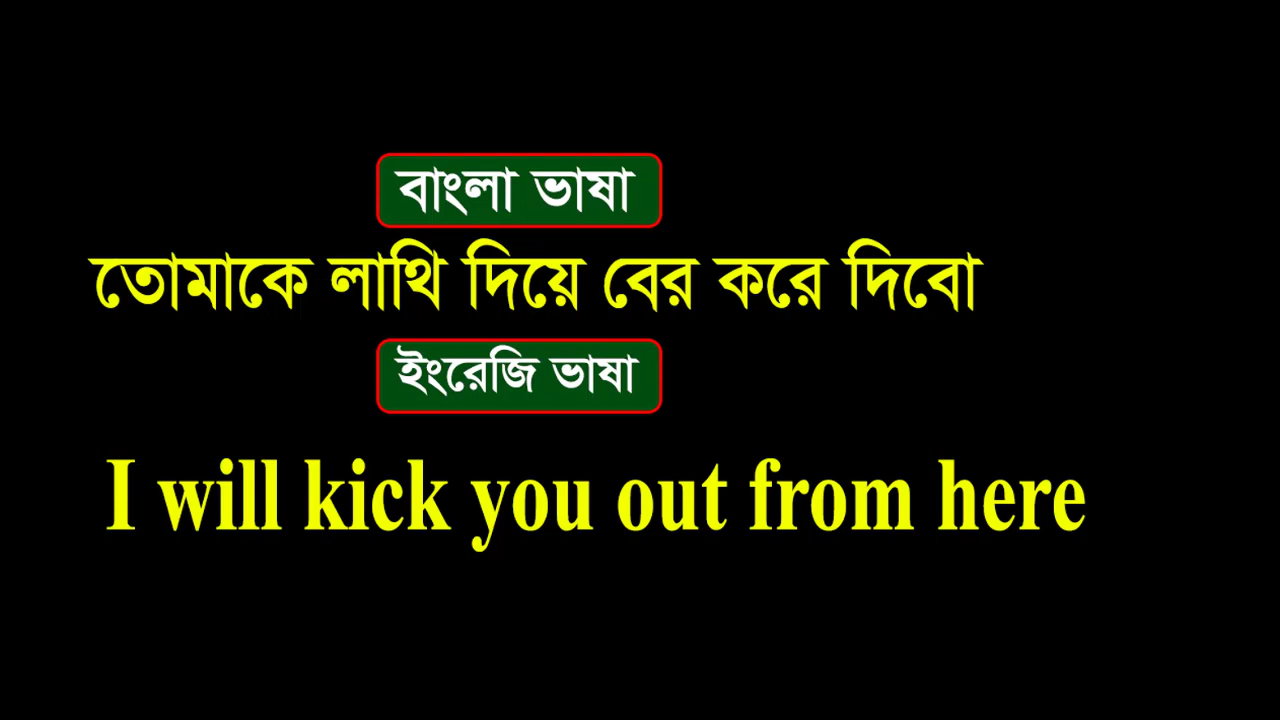 বাংলা ভাষা
তোমাকে লাথি দিয়ে বের করে দিবো
ইংরেজি ভাষা
I will kick you out from here